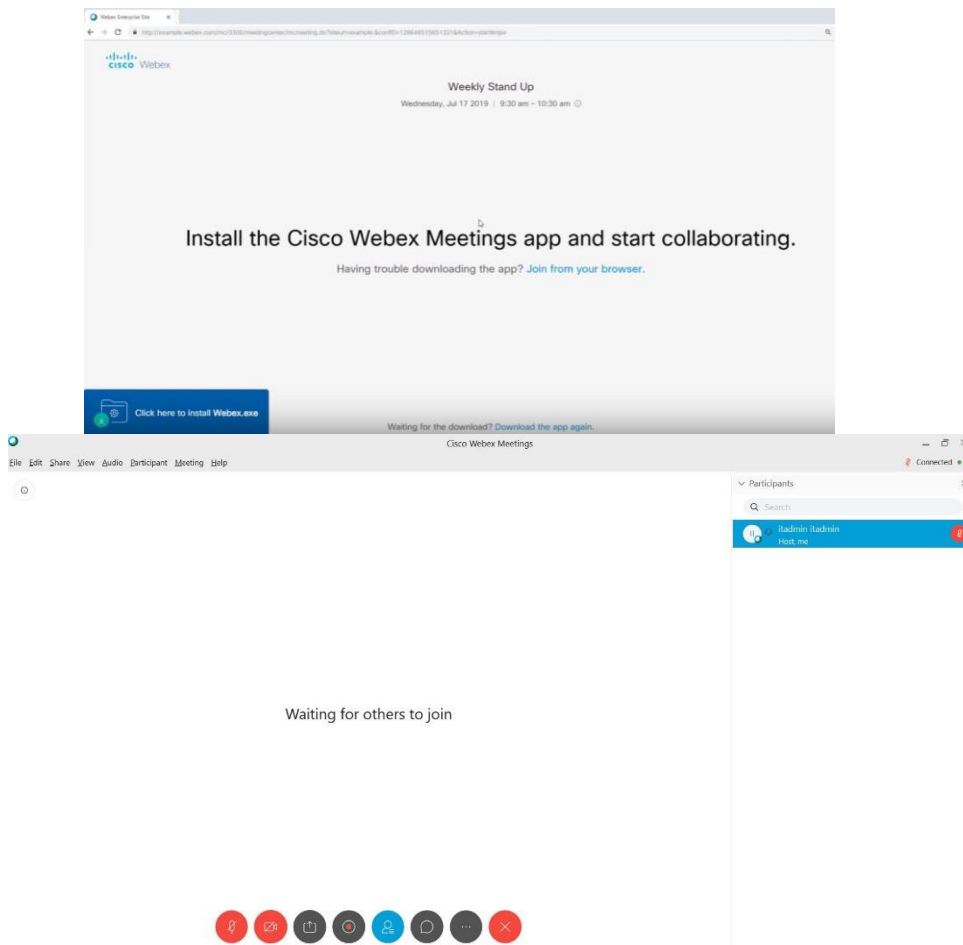 Webex Enterprise Site
CISCO Webex
Weekly Stand Up
Wednesday, Jul 17 2019 | 9:30 am - 10:30 am
Install the Cisco Webex Meetings app and start collaborating.
Having trouble downloading the app? Join from your browser.
Click here to install Webex.exe
Waiting for the download? Download the app again.
Cisco Webex Meetings
File Edit Share View Audio Participant Meeting Help
Connected
Participants
Search
itadmin itadmin
Host, me
Waiting for others to join